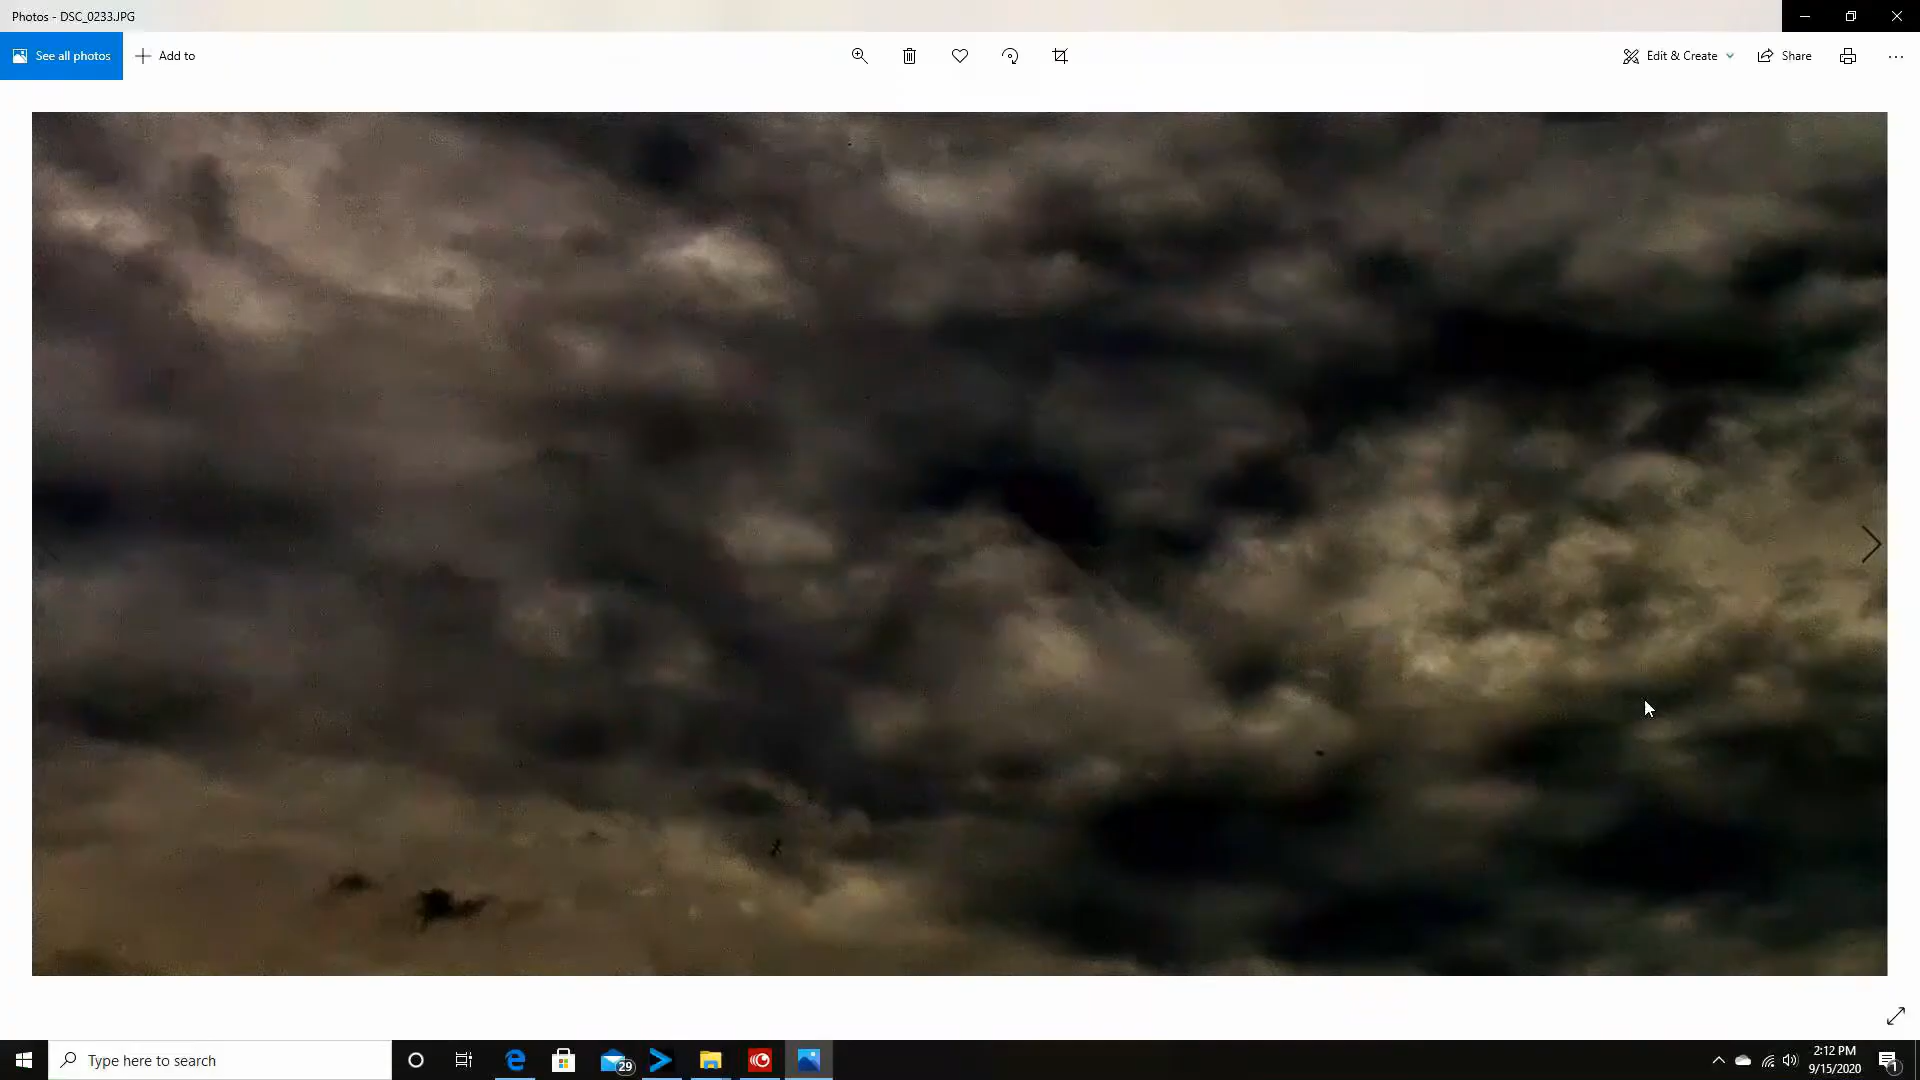 Photos - DSC_0233.JPG
See all photos
Add to
Edit & Create
Share
Type here to search
29
2:12 PM
9/15/2020
1